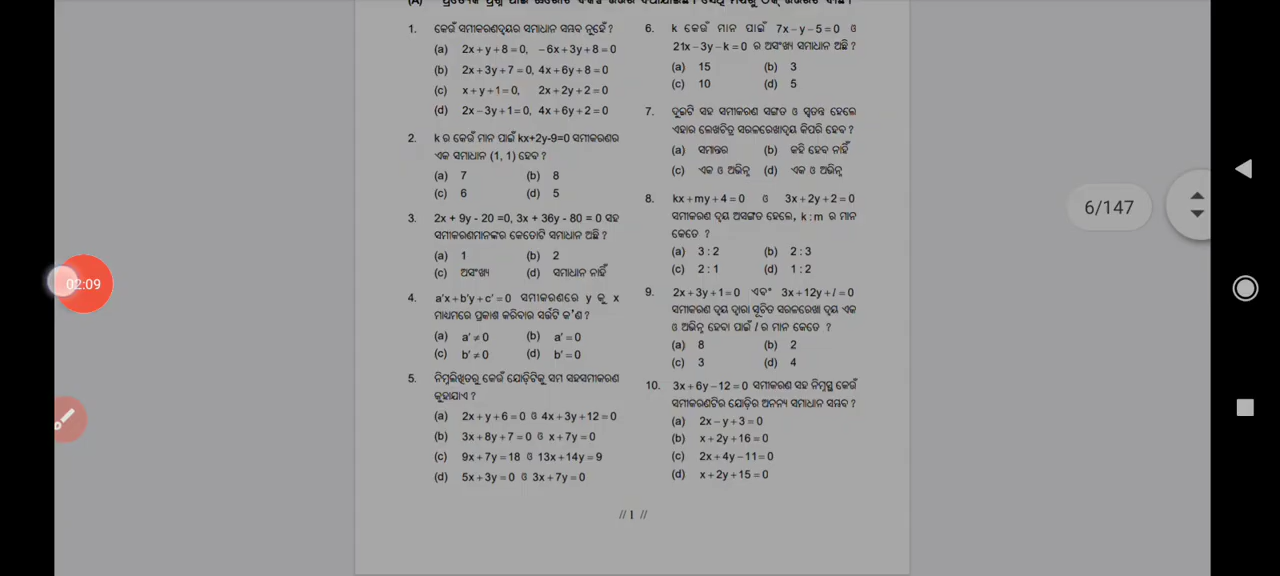 1. କେଉଁ ସମୀକରଣଦ୍ୱୟର ସମାଧାନ ସମ୍ଭବ ନୁହେଁ ?
(a) 2x + y + 8 = 0, – 6x + 3y + 8 = 0
(b) 2x + 3y + 7 = 0, 4x + 6y + 8 = 0
(c) x + y + 1 = 0, 2x + 2y + 2 = 0
(d) 2x – 3y + 1 = 0, 4x + 6y + 2 = 0
2. k ର କେଉଁ ମାନ ପାଇଁ kx+2y-9=0 ସମୀକରଣର
ଏକ ସମାଧାନ (1, 1) ହେବ ?
(a) 7 (b) 8
(c) 6 (d) 5
3. 2x + 9y - 20 =0, 3x + 36y - 80 = 0 ସହ
ସମୀକରଣମାନଙ୍କର କେତୋଟି ସମାଧାନ ଅଛି ?
(a) 1 (b) 2
(c) ଅସଂଖ୍ୟ (d) ସମାଧାନ ନାହିଁ
4. a′x + b′y + c′ = 0 ସମୀକରଣରେ y କୁ x
ମାଧ୍ୟମରେ ପ୍ରକାଶ କରିବାର ସର୍ତ୍ତଟି କ'ଣ ?
(a) a′ ≠ 0 (b) a′ = 0
(c) b′ ≠ 0 (d) b′ = 0
5. ନିମ୍ନଲିଖିତରୁ କେଉଁ ଯୋଡ଼ିଟିକୁ ସମ ସହସମୀକରଣ
କୁହାଯାଏ ?
(a) 2x + y + 6 = 0 ଓ 4x + 3y + 12 = 0
(b) 3x + 8y + 7 = 0 ଓ x + 7y = 0
(c) 9x + 7y = 18 ଓ 13x + 14y = 9
(d) 5x + 3y = 0 ଓ 3x + 7y = 0
6. k କେଉଁ ମାନ ପାଇଁ 7x – y – 5 = 0 ଓ
21x – 3y – k = 0 ର ଅସଂଖ୍ୟ ସମାଧାନ ଅଛି ?
(a) 15 (b) 3
(c) 10 (d) 5
7. ଦୁଇଟି ସହ ସମୀକରଣ ସଙ୍ଗତ ଓ ସ୍ୱତନ୍ତ୍ର ହେଲେ
ଏହାର ଲେଖଚିତ୍ର ସରଳରେଖାଦ୍ୱୟ କିପରି ହେବ ?
(a) ସମାନ୍ତର (b) କହି ହେବ ନାହିଁ
(c) ଏକ ଓ ଅଭିନ୍ନ (d) ଏକ ଓ ଅଭିନ୍ନ
8. kx + my + 4 = 0 ଓ 3x + 2y + 2 = 0
ସମୀକରଣ ଦ୍ୱୟ ଅସଙ୍ଗତ ହେଲେ, k : m ର ମାନ
କେତେ ?
(a) 3 : 2 (b) 2 : 3
(c) 2 : 1 (d) 1 : 2
9. 2x + 3y + 1 = 0 ଏବଂ 3x + 12y + l = 0
ସମୀକରଣ ଦ୍ୱୟ ଦ୍ୱାରା ସୂଚିତ ସରଳରେଖା ଦ୍ୱୟ ଏକ
ଓ ଅଭିନ୍ନ ହେବା ପାଇଁ l ର ମାନ କେତେ ?
(a) 8 (b) 2
(c) 3 (d) 4
10. 3x + 6y – 12 = 0 ସମୀକରଣ ସହ ନିମ୍ନସ୍ଥ କେଉଁ
ସମୀକରଣଟିର ଯୋଡ଼ିର ଅନନ୍ୟ ସମାଧାନ ସମ୍ଭବ ?
(a) 2x – y + 3 = 0
(b) x + 2y + 16 = 0
(c) 2x + 4y – 11 = 0
(d) x + 2y + 15 = 0
// 1 //
6/147
02:09